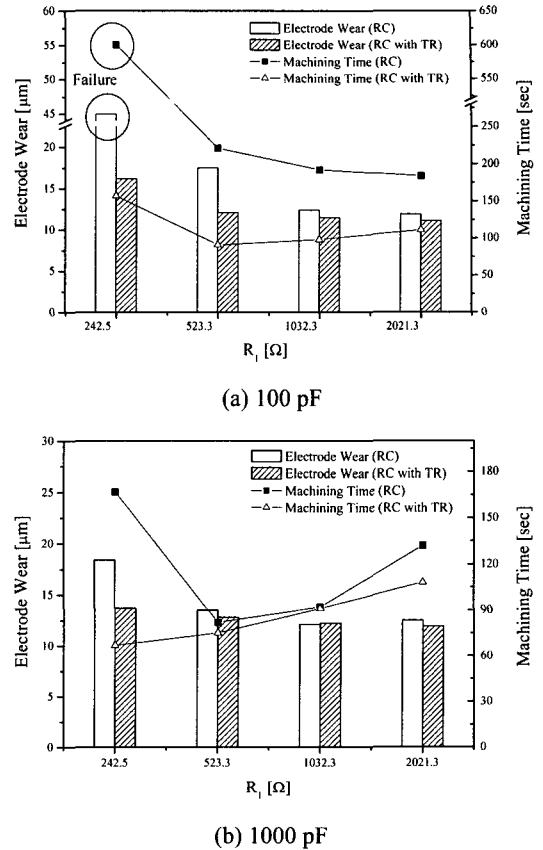 Electrode Wear (RC)
Electrode Wear (RC with TR)
Machining Time (RC)
Machining Time (RC with TR)
Failure
60
55
50
45
20
15
10
5
0
Electrode Wear [μm]
650
600
550
500
250
200
150
100
50
0
Machining Time [sec]
242.5 523.3 1032.3 2021.3
R1 [Ω]
(a) 100 pF
Electrode Wear (RC)
Electrode Wear (RC with TR)
Machining Time (RC)
Machining Time (RC with TR)
30
25
20
15
10
5
0
Electrode Wear [μm]
180
150
120
90
60
30
0
Machining Time [sec]
242.5 523.3 1032.3 2021.3
R1 [Ω]
(b) 1000 pF